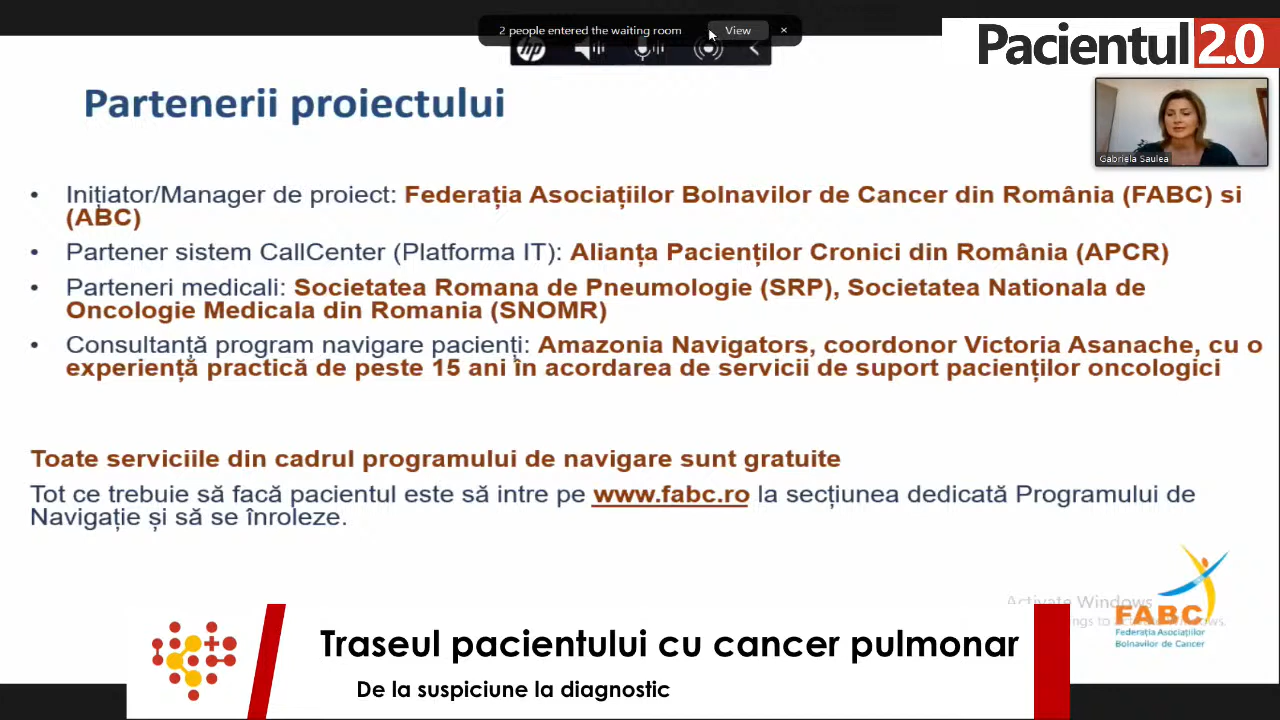 2 people entered the waiting room
View
Pacientul 2.0
Partenerii proiectului
Gabriela Saulea
• Inițiator/Manager de proiect: Federația Asociațiilor Bolnavilor de Cancer din România (FABC) si
(ABC)
• Partener sistem CallCenter (Platforma IT): Alianța Pacienților Cronici din România (APCR)
• Parteneri medicali: Societatea Romana de Pneumologie (SRP), Societatea Nationala de
Oncologie Medicala din Romania (SNOMR)
• Consultanță program navigare pacienți: Amazonia Navigators, coordonor Victoria Asanache, cu o
experiență practică de peste 15 ani în acordarea de servicii de suport pacienților oncologici
Toate serviciile din cadrul programului de navigare sunt gratuite
Tot ce trebuie să facă pacientul este să intre pe www.fabc.ro la secțiunea dedicată Programului de
Navigație și să se înroleze.
Activate Windows
FABC
Federația Asociațiilor
Bolnavilor de Cancer
Traseul pacientului cu cancer pulmonar
De la suspiciune la diagnostic